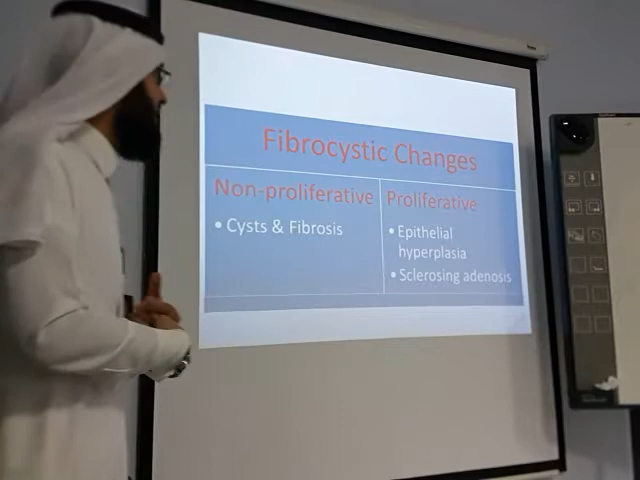 Fibrocystic Changes
Non-proliferative
Proliferative
• Cysts & Fibrosis
• Epithelial
hyperplasia
• Sclerosing adenosis